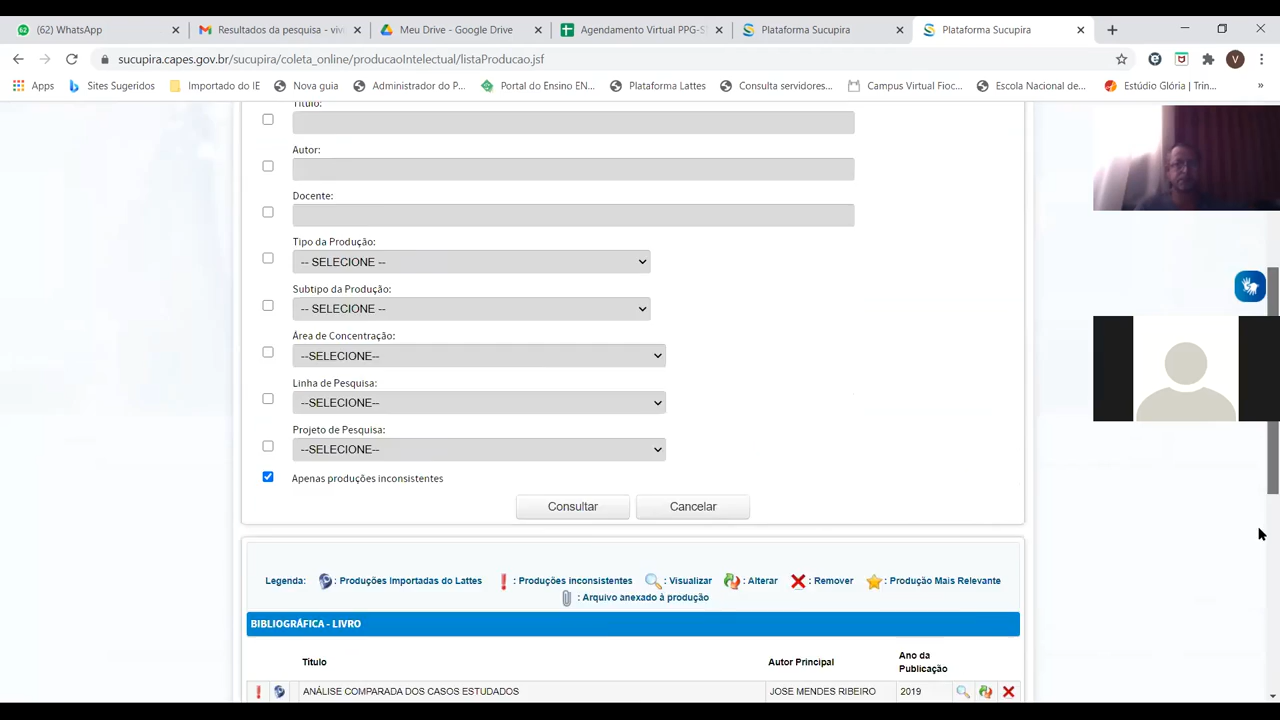 (62) WhatsApp
Resultados da pesquisa - viv
Meu Drive - Google Drive
Agendamento Virtual PPG-S
Plataforma Sucupira
Plataforma Sucupira
sucupira.capes.gov.br/sucupira/coleta_online/producaoIntelectual/listaProducao.jsf
V
Apps
Sites Sugeridos
Importado do IE
Nova guia
Administrador do P...
Portal do Ensino EN...
Plataforma Lattes
Consulta servidores...
Campus Virtual Fioc...
Escola Nacional de...
Estúdio Glória | Trin...
Título:
Autor:
Docente:
Tipo da Produção:
-- SELECIONE --
Subtipo da Produção:
-- SELECIONE --
Área de Concentração:
--SELECIONE--
Linha de Pesquisa:
--SELECIONE--
Projeto de Pesquisa:
--SELECIONE--
Apenas produções inconsistentes
Consultar Cancelar
Legenda: : Produções Importadas do Lattes : Produções inconsistentes : Visualizar : Alterar : Remover : Produção Mais Relevante
: Arquivo anexado à produção
BIBLIOGRÁFICA - LIVRO
Título Autor Principal Ano da Publicação
ANÁLISE COMPARADA DOS CASOS ESTUDADOS JOSE MENDES RIBEIRO 2019